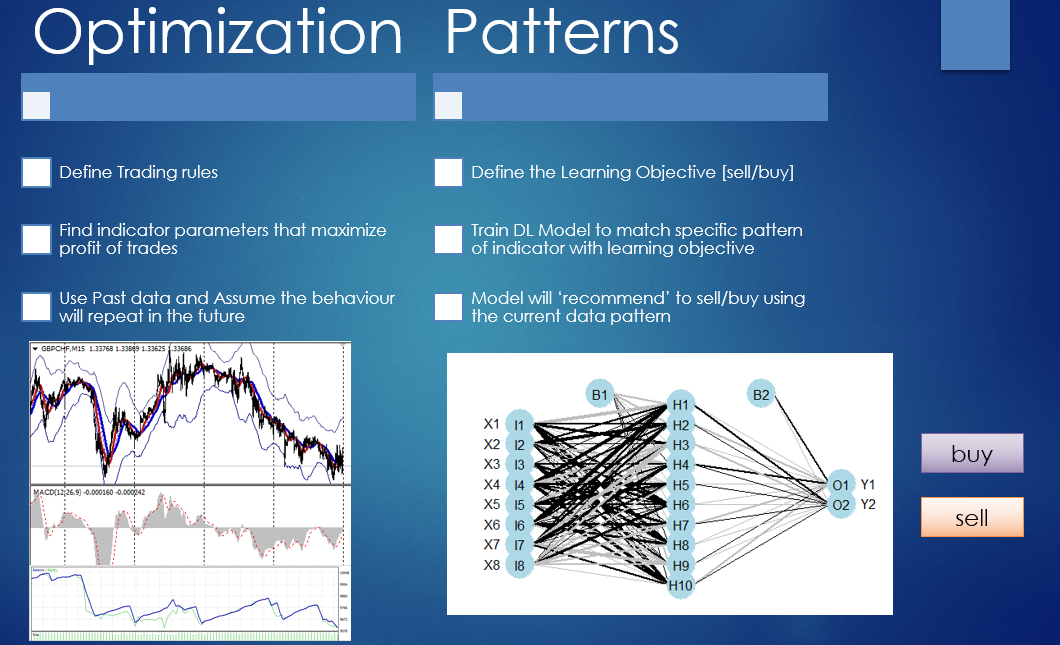 Optimization
Patterns
Define Trading rules
Find indicator parameters that maximize
profit of trades
Use Past data and Assume the behaviour
will repeat in the future
Define the Learning Objective [sell/buy]
Train DL Model to match specific pattern
of indicator with learning objective
Model will ‘recommend’ to sell/buy using
the current data pattern
GBPCHF,M15 1.33768 1.33869 1.33625 1.33686
MACD(12,26,9) -0.000160 -0.000242
Balance / Equity
B1
B2
X1 I1
X2 I2
X3 I3
X4 I4
X5 I5
X6 I6
X7 I7
X8 I8
H1
H2
H3
H4
H5
H6
H7
H8
H9
H10
O1 Y1
O2 Y2
buy
sell